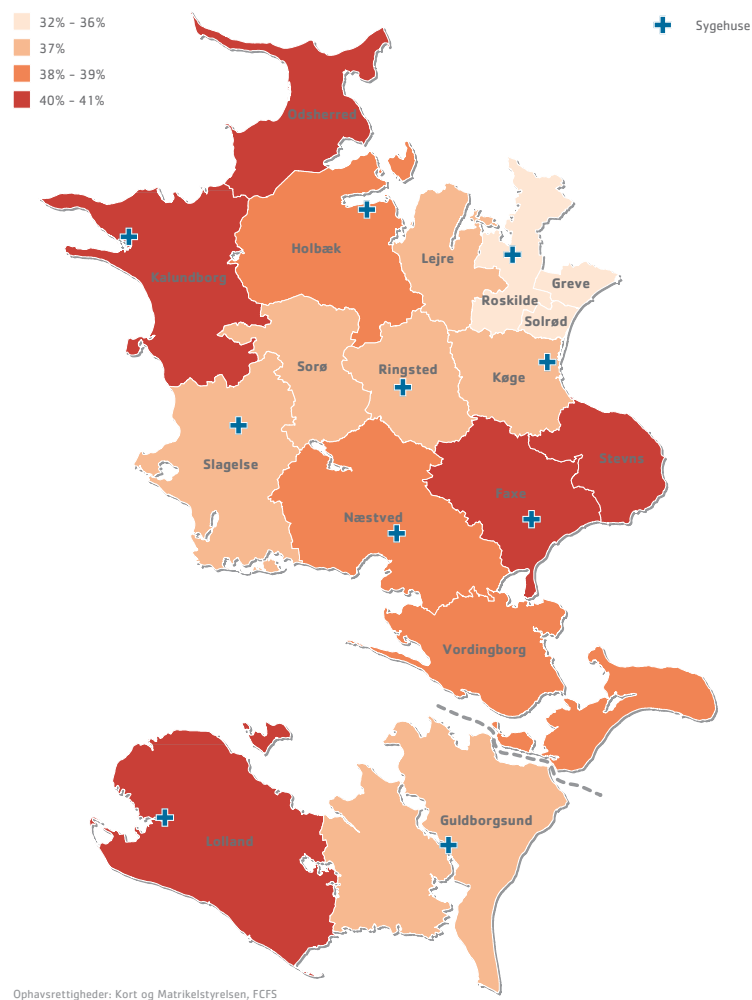 32% - 36%
37%
38% - 39%
40% - 41%
Sygehuse
Odsherred
Holbæk
Lejre
Kalundborg
Greve
Roskilde
Solrød
Sorø
Ringsted
Køge
Slagelse
Stevns
Faxe
Næstved
Vordingborg
Guldborgsund
Lolland
Ophavsrettigheder: Kort og Matrikelstyrelsen, FCFS